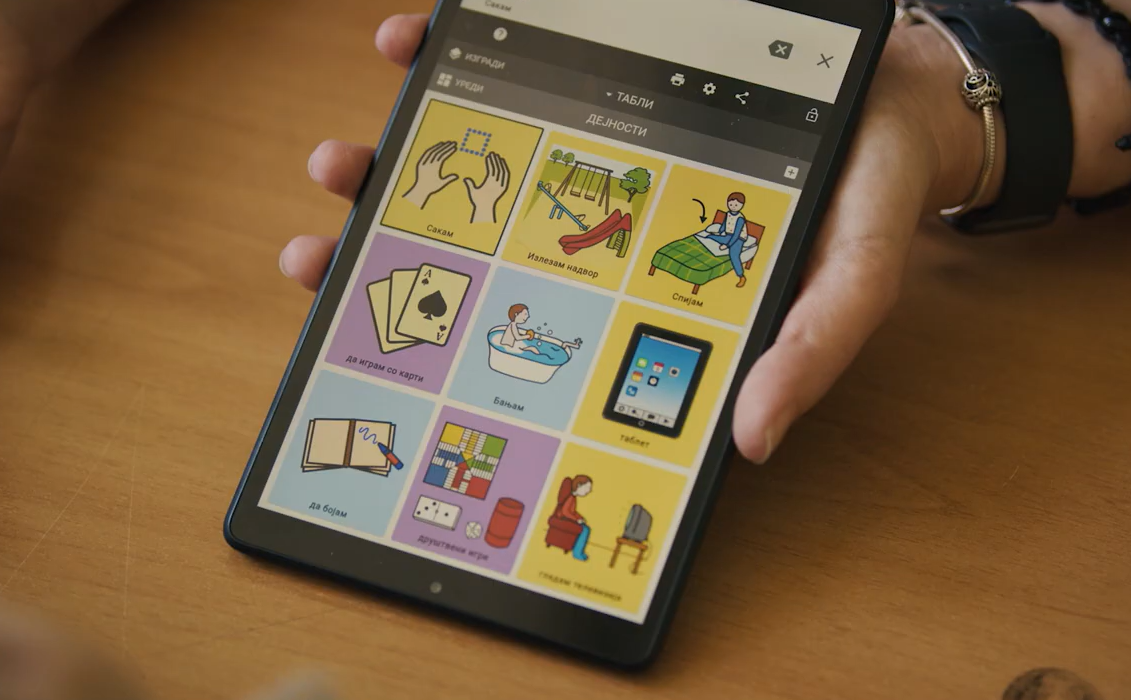 Сакам
ИЗГРАДИ
УРЕДИ
ТАБЛИ
ДЕЈНОСТИ
Сакам
Излезам надвор
Спијам
A
A
да играм со карти
Бањам
таблет
да бојам
друштвени игри
гледам телевизија